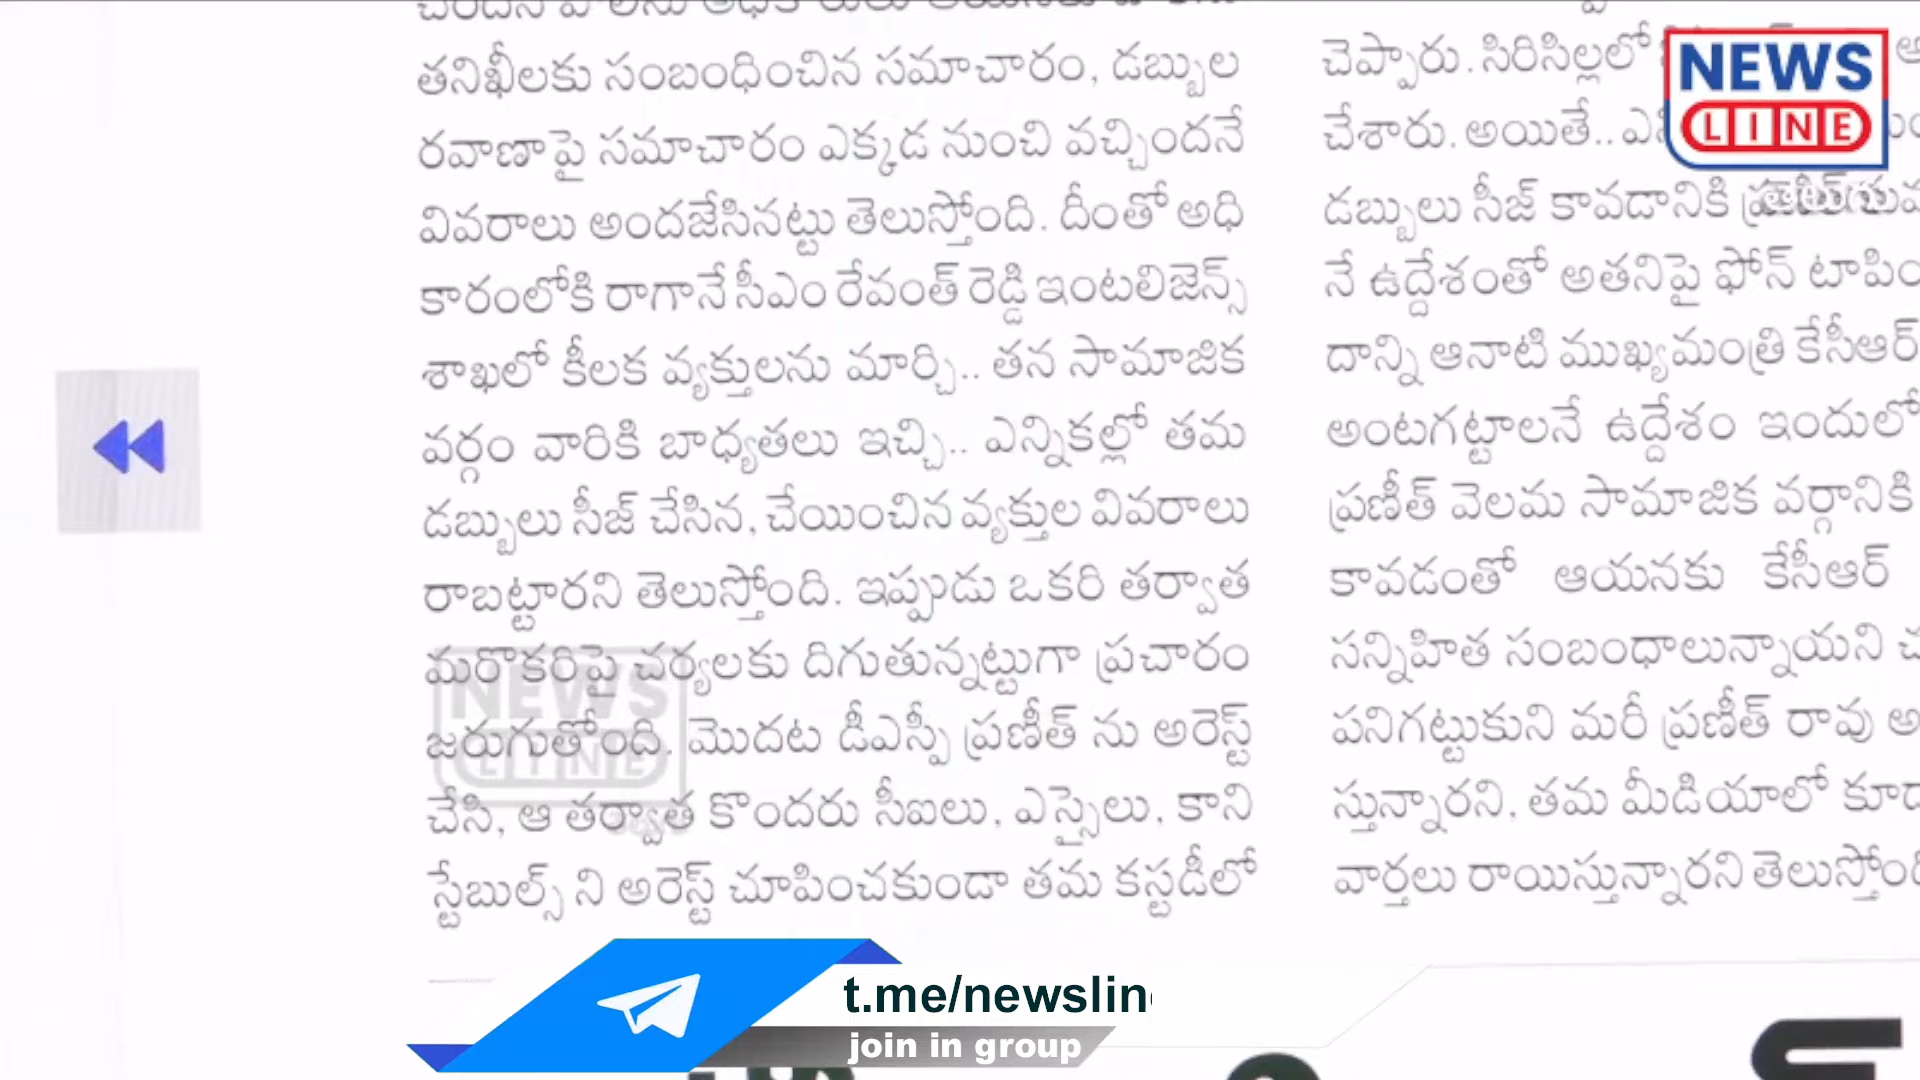 తనిఖీలకు సంబంధించిన సమాచారం, డబ్బుల
రవాణాపై సమాచారం ఎక్కడ నుంచి వచ్చిందనే
వివరాలు అందజేసినట్టు తెలుస్తోంది. దీంతో అధి
కారంలోకి రాగానే సీఎం రేవంత్ రెడ్డి ఇంటలిజెన్స్
శాఖలో కీలక వ్యక్తులను మార్చి.. తన సామాజిక
వర్గం వారికి బాధ్యతలు ఇచ్చి.. ఎన్నికల్లో తమ
డబ్బులు సీజ్ చేసిన, చేయించిన వ్యక్తుల వివరాలు
రాబట్టారని తెలుస్తోంది. ఇప్పుడు ఒకరి తర్వాత
మరొకరిపై చర్యలకు దిగుతున్నట్టుగా ప్రచారం
జరుగుతోంది. మొదట డీఎస్పీ ప్రణీత్ ను అరెస్ట్
చేసి, ఆ తర్వాత కొందరు సీఐలు, ఎస్సైలు, కాని
స్టేబుల్స్ ని అరెస్ట్ చూపించకుండా తమ కస్టడీలో
చెప్పారు. సిరిసిల్లలో
చేశారు. అయితే..
డబ్బులు సీజ్ కావడానికి
నే ఉద్దేశంతో అతనిపై ఫోన్ టాపిం
దాన్ని ఆనాటి ముఖ్యమంత్రి కేసీఆర్
అంటగట్టాలనే ఉద్దేశం ఇందులో
ప్రణీత్ వెలమ సామాజిక వర్గానికి
కావడంతో ఆయనకు కేసీఆర్
సన్నిహిత సంబంధాలున్నాయని
పనిగట్టుకుని మరీ ప్రణీత్ రావు
స్తున్నారని, తమ మీడియాలో కూడా
వార్తలు రాయిస్తున్నారని తెలుస్తోంది
NEWS
LINE
NEWS
LINE
t.me/newslin
join in group